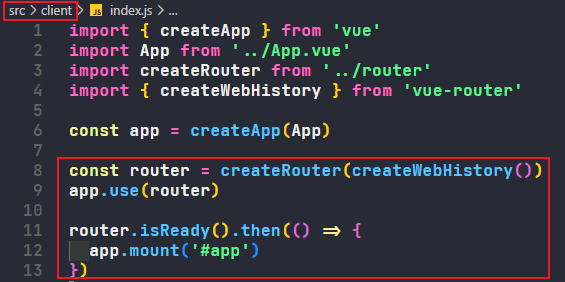 src > client > JS index.js > ...
1 import { createApp } from 'vue'
2 import App from '../App.vue'
3 import createRouter from '../router'
4 import { createWebHistory } from 'vue-router'
5
6 const app = createApp(App)
7
8 const router = createRouter(createWebHistory())
9 app.use(router)
10
11 router.isReady().then(() => {
12   app.mount('#app')
13 })